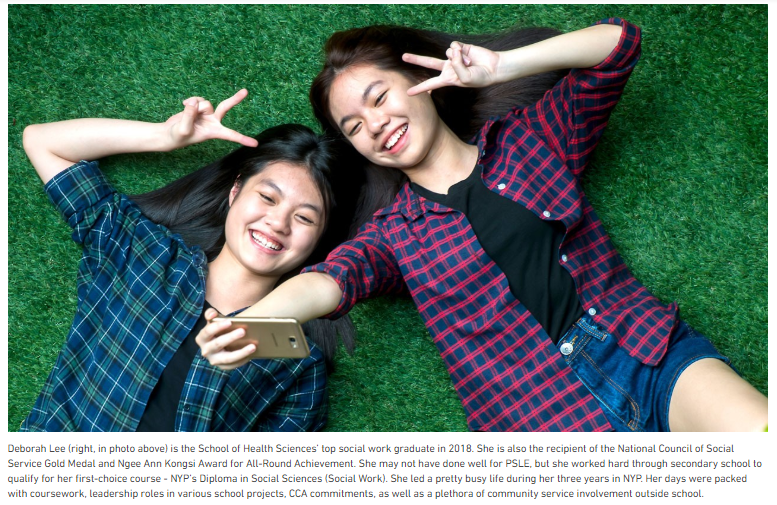 Deborah Lee (right, in photo above) is the School of Health Sciences' top social work graduate in 2018. She is also the recipient of the National Council of Social
Service Gold Medal and Ngee Ann Kongsi Award for All-Round Achievement. She may not have done well for PSLE, but she worked hard through secondary school to
qualify for her first-choice course - NYP's Diploma in Social Sciences (Social Work). She led a pretty busy life during her three years in NYP. Her days were packed
with coursework, leadership roles in various school projects, CCA commitments, as well as a plethora of community service involvement outside school.